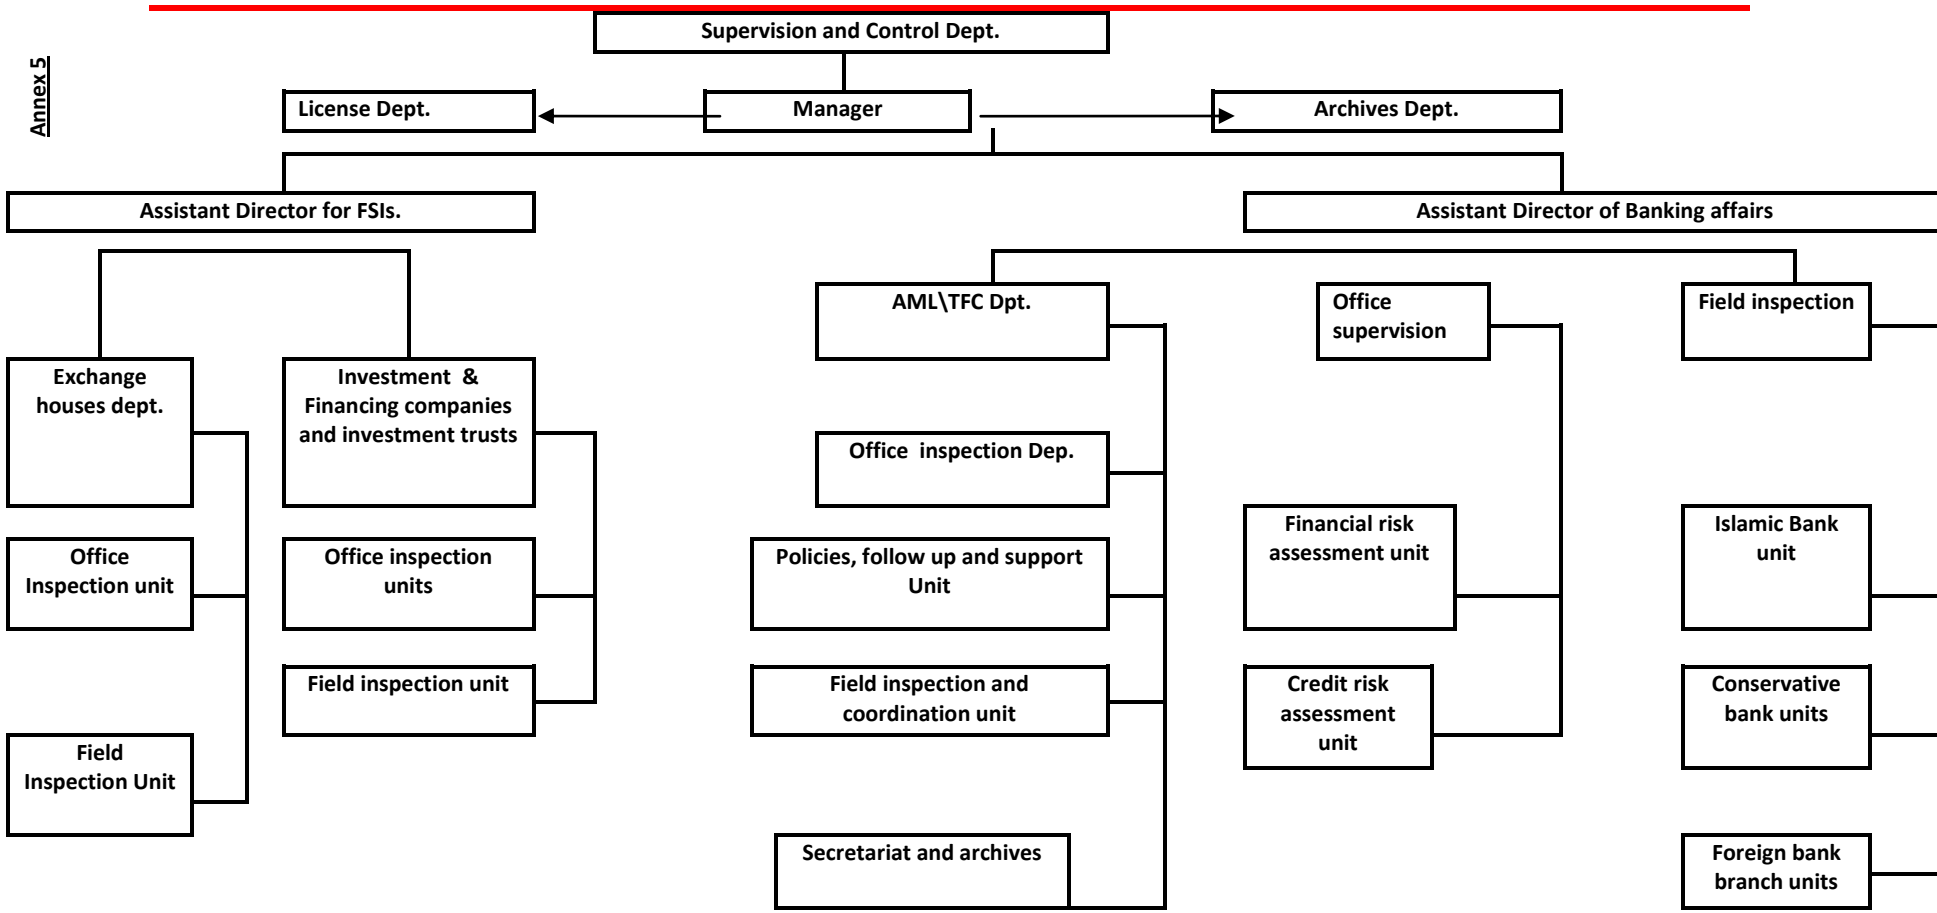 Annex 5
Supervision and Control Dept.
License Dept.
Manager
Archives Dept.
Assistant Director for FSIs.
Assistant Director of Banking affairs
AML\TFC Dpt.
Office
supervision
Field inspection
Exchange
houses dept.
Investment &
Financing companies
and investment trusts
Office inspection Dep.
Financial risk
assessment unit
Islamic Bank
unit
Office
Inspection unit
Office inspection
units
Policies, follow up and support
Unit
Field inspection unit
Field inspection and
coordination unit
Credit risk
assessment
unit
Conservative
bank units
Field
Inspection Unit
Secretariat and archives
Foreign bank
branch units